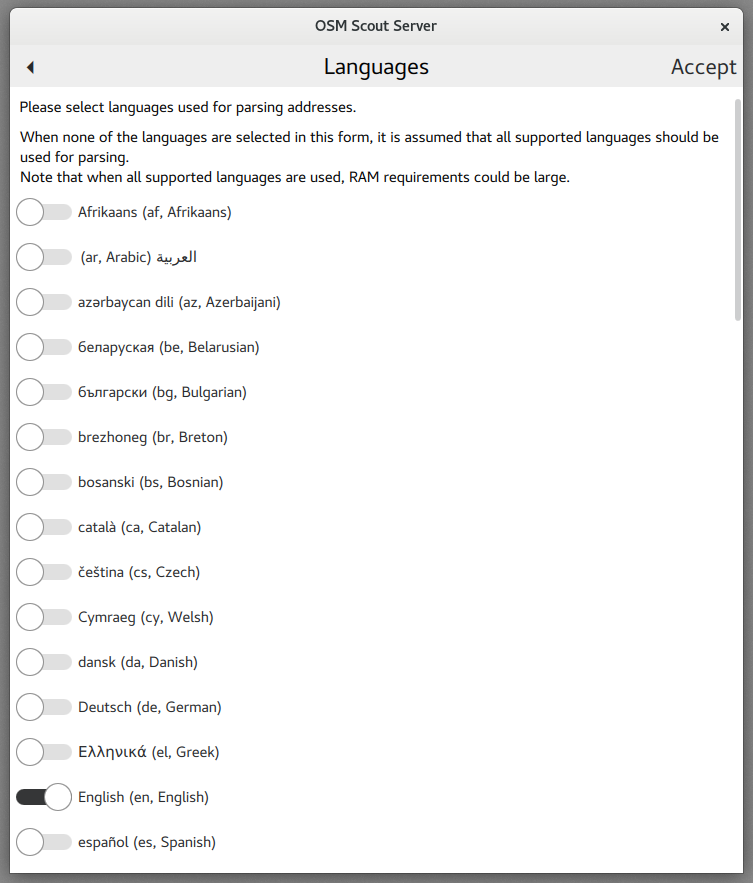 OSM Scout Server
Languages
Accept
Please select languages used for parsing addresses.
When none of the languages are selected in this form, it is assumed that all supported languages should be
used for parsing.
Note that when all supported languages are used, RAM requirements could be large.
Afrikaans (af, Afrikaans)
(ar, Arabic) العربية
azərbaycan dili (az, Azerbaijani)
беларуская (be, Belarusian)
български (bg, Bulgarian)
brezhoneg (br, Breton)
bosanski (bs, Bosnian)
català (ca, Catalan)
čeština (cs, Czech)
Cymraeg (cy, Welsh)
dansk (da, Danish)
Deutsch (de, German)
Ελληνικά (el, Greek)
English (en, English)
español (es, Spanish)